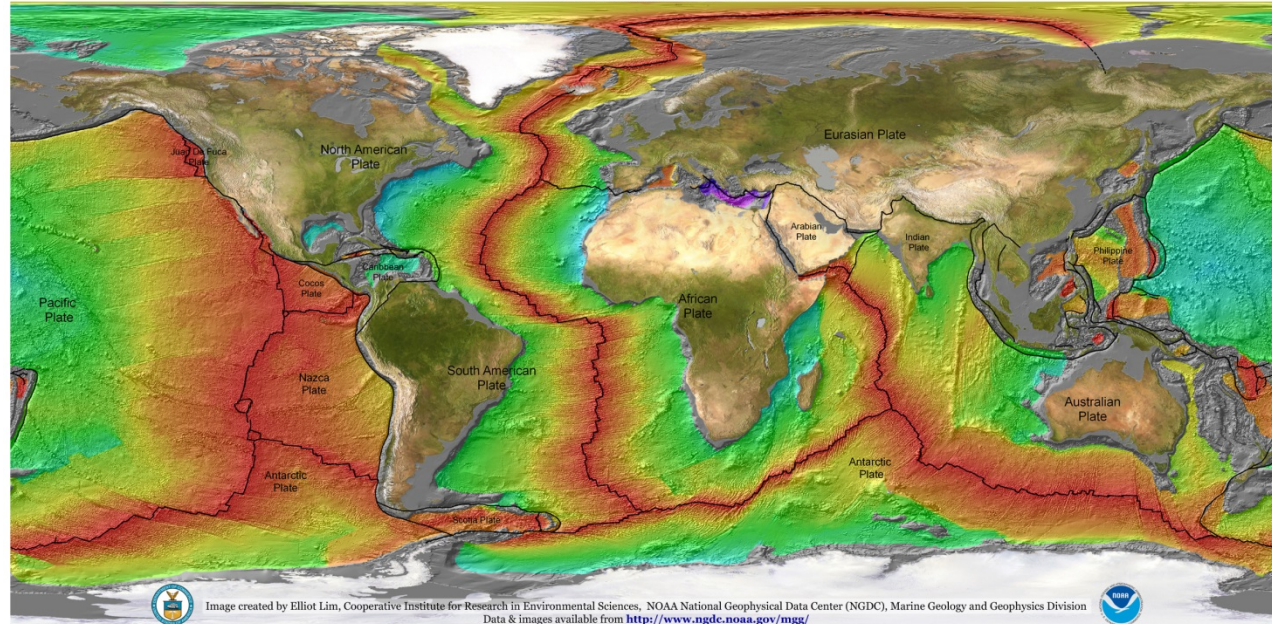 Eurasian Plate
North American
Plate
Juan De Fuca
Plate
Arabian
Plate
Indian
Plate
Philippine
Plate
Caribbean
Plate
Cocos
Plate
Pacific
Plate
African
Plate
Nazca
Plate
South American
Plate
Australian
Plate
Antarctic
Plate
Antarctic
Plate
Scotia Plate
Image created by Elliot Lim, Cooperative Institute for Research in Environmental Sciences, NOAA National Geophysical Data Center (NGDC), Marine Geology and Geophysics Division
Data & images available from http://www.ngdc.noaa.gov/mgg/
NOAA